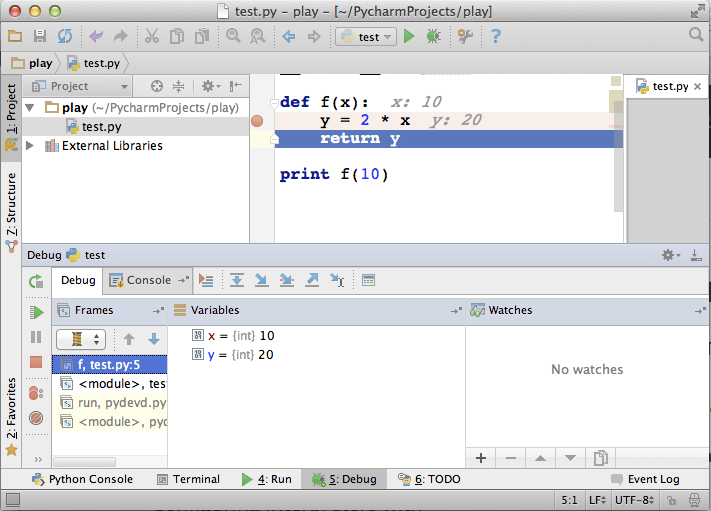 test.py – play – [~/PycharmProjects/play]
test
play test.py
Project
test.py
1: Project
Z: Structure
2: Favorites
play (~/PycharmProjects/play)
test.py
External Libraries
def f(x): x: 10
y = 2 * x y: 20
return y
print f(10)
Debug test
Debug Console
Frames Variables Watches
f, test.py:5
<module>, tes
run, pydevd.py
<module>, pyd
x = {int} 10
y = {int} 20
No watches
Python Console Terminal 4: Run 5: Debug 6: TODO Event Log
5:1 LF UTF-8